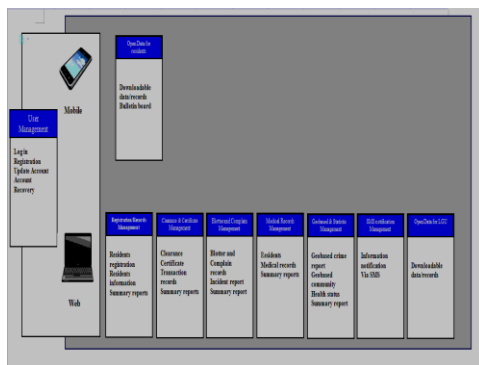 Open Data for
residents
Downloadable
data/records
Bulletin board
Mobile
User
Management
Login
Registration
Update Account
Account
Recovery
Web
Registration Records
Management
Residents
registration
Residents
information
Summary reports
Clearance & Certificate
Management
Clearance
Certificate
Transaction
records
Summary reports
Blotter and Complain
Management
Blotter and
Complain
records
Incident report
Summary report
Medical Records
Management
Residents
Medical records
Summary reports
Geobased & Statistic
Management
Geobased crime
report
Geobased
community
Health status
Summary report
SMS notification
Management
Information
notification
Via SMS
Open Data for LGU
Downloadable
data/records